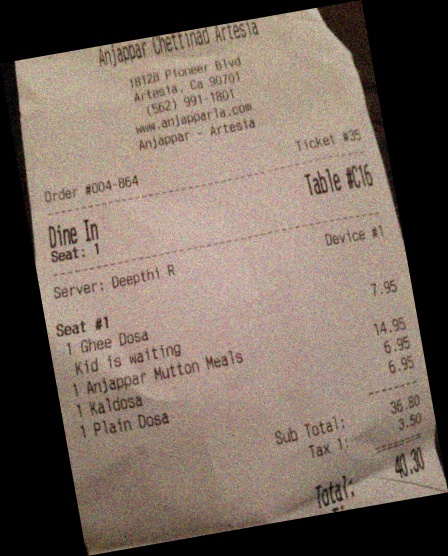 Anjappar Chettinad Artesia
18128 Pioneer Blvd
Artesia, Ca 90701
(562) 991-1801
www.anjapparla.com
Anjappar - Artesia
Ticket #35
Order #004-864
Table #C16
Dine In
Seat: 1
Device #1
Server: Deepthi R
Seat #1
1 Ghee Dosa 7.95
Kid is waiting
1 Anjappar Mutton Meals 14.95
1 Kaldosa 6.95
1 Plain Dosa 6.95
Sub Total: 36.80
Tax 1: 3.50
Total: 40.30